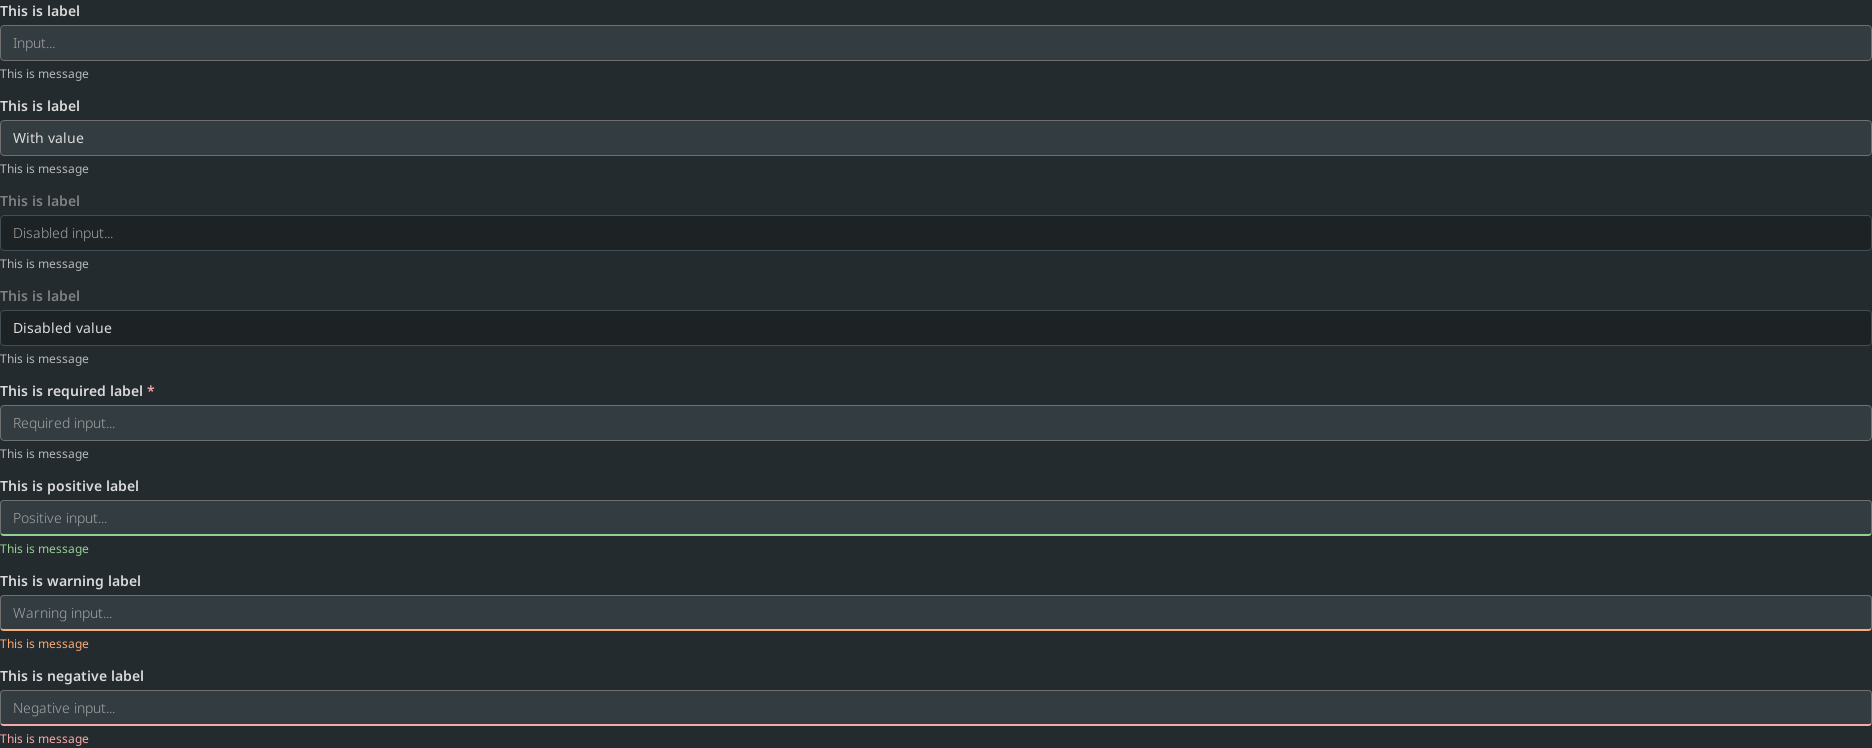 This is label
Input...
This is message
This is label
With value
This is message
This is label
Disabled input...
This is message
This is label
Disabled value
This is message
This is required label *
Required input...
This is message
This is positive label
Positive input...
This is message
This is warning label
Warning input...
This is message
This is negative label
Negative input...
This is message